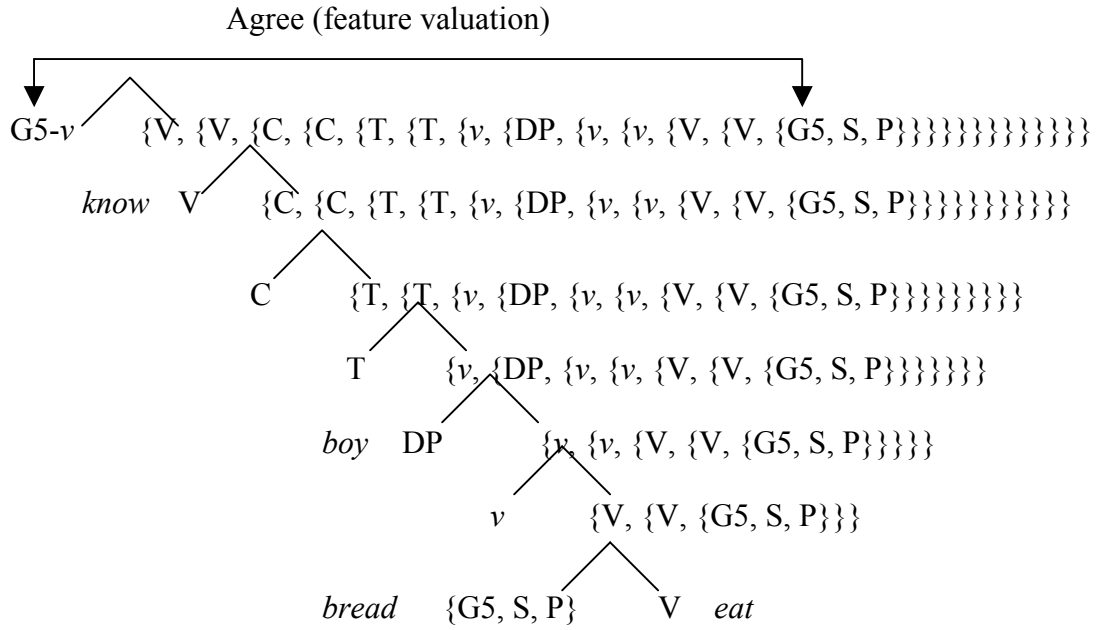 Agree (feature valuation)
G5-v {V, {V, {C, {C, {T, {T, {v, {DP, {v, {v, {V, {V, {G5, S, P}}}}}}}}}}}}}
know V {C, {C, {T, {T, {v, {DP, {v, {v, {V, {V, {G5, S, P}}}}}}}}}}}
C {T, {T, {v, {DP, {v, {v, {V, {V, {G5, S, P}}}}}}}}}
T {v, {DP, {v, {v, {V, {V, {G5, S, P}}}}}}}
boy DP {v, {v, {V, {V, {G5, S, P}}}}}
v {V, {V, {G5, S, P}}}
bread {G5, S, P} V eat